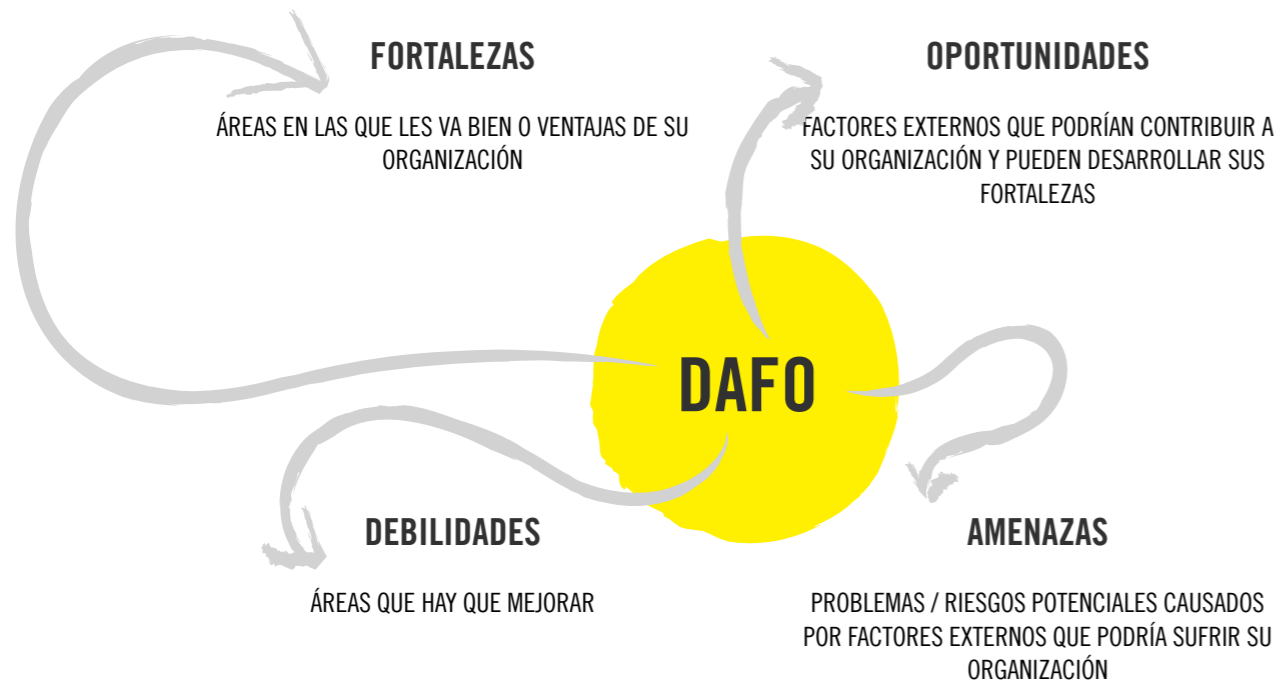 FORTALEZAS
ÁREAS EN LAS QUE LES VA BIEN O VENTAJAS DE SU
ORGANIZACIÓN
OPORTUNIDADES
FACTORES EXTERNOS QUE PODRÍAN CONTRIBUIR A
SU ORGANIZACIÓN Y PUEDEN DESARROLLAR SUS
FORTALEZAS
DAFO
DEBILIDADES
ÁREAS QUE HAY QUE MEJORAR
AMENAZAS
PROBLEMAS / RIESGOS POTENCIALES CAUSADOS
POR FACTORES EXTERNOS QUE PODRÍA SUFRIR SU
ORGANIZACIÓN